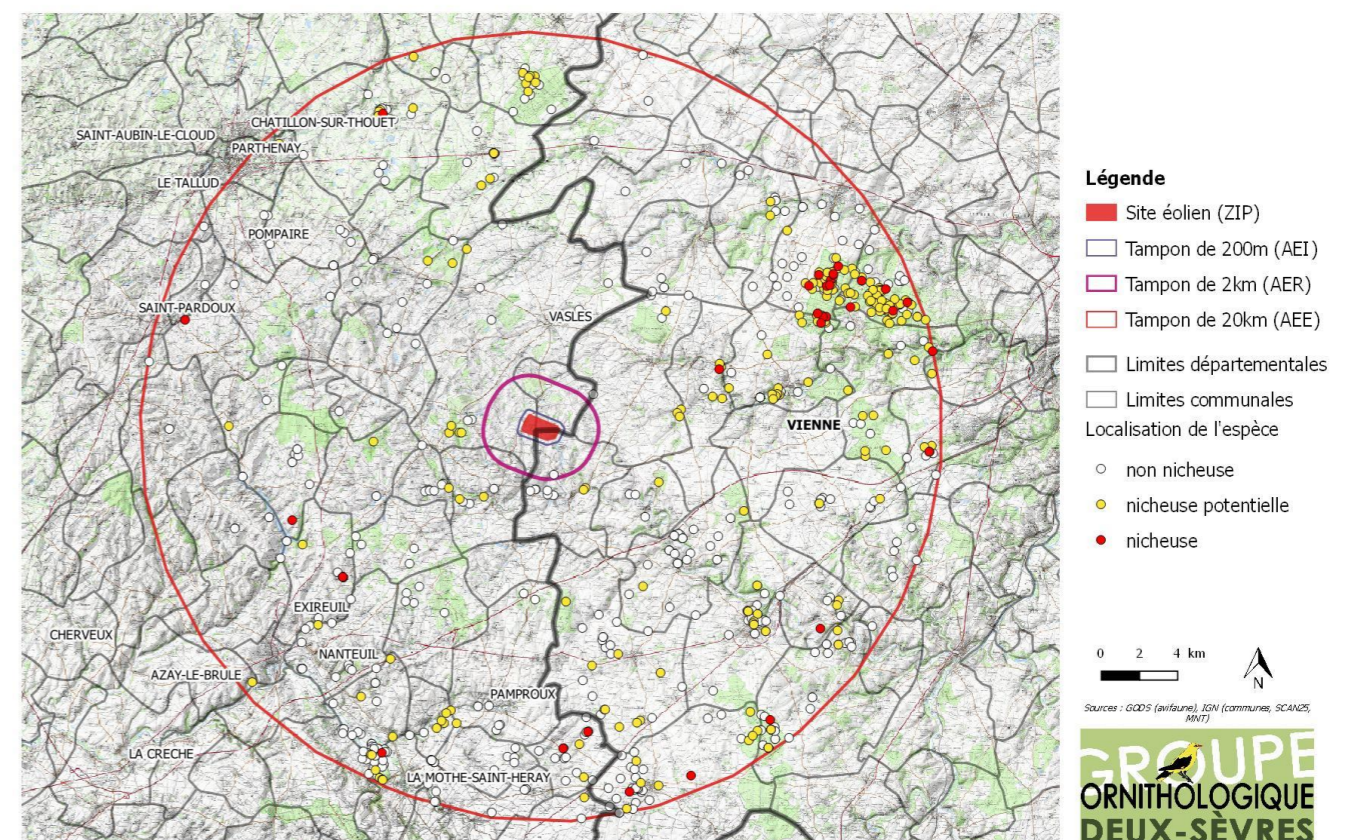 SAINT-AUBIN-LE-CLOUD
CHATILLON-SUR-THOUET
PARTHENAY
LE TALLUD
POMPAIRE
SAINT-PARDOUX
VASLES
VIENNE
EXIREUIL
CHERVEUX
NANTEUIL
AZAY-LE-BRULE
PAMPROUX
LA CRECHE
LA MOTHE-SAINT-HERAY
Légende
Site éolien (ZIP)
Tampon de 200m (AEI)
Tampon de 2km (AER)
Tampon de 20km (AEE)
Limites départementales
Limites communales
Localisation de l'espèce
non nicheuse
nicheuse potentielle
nicheuse
0 2 4 km
N
Sources : GODS (avifaune), IGN (communes, SCAN25,
MNT)
GROUPE
ORNITHOLOGIQUE
DEUX-SÈVRES